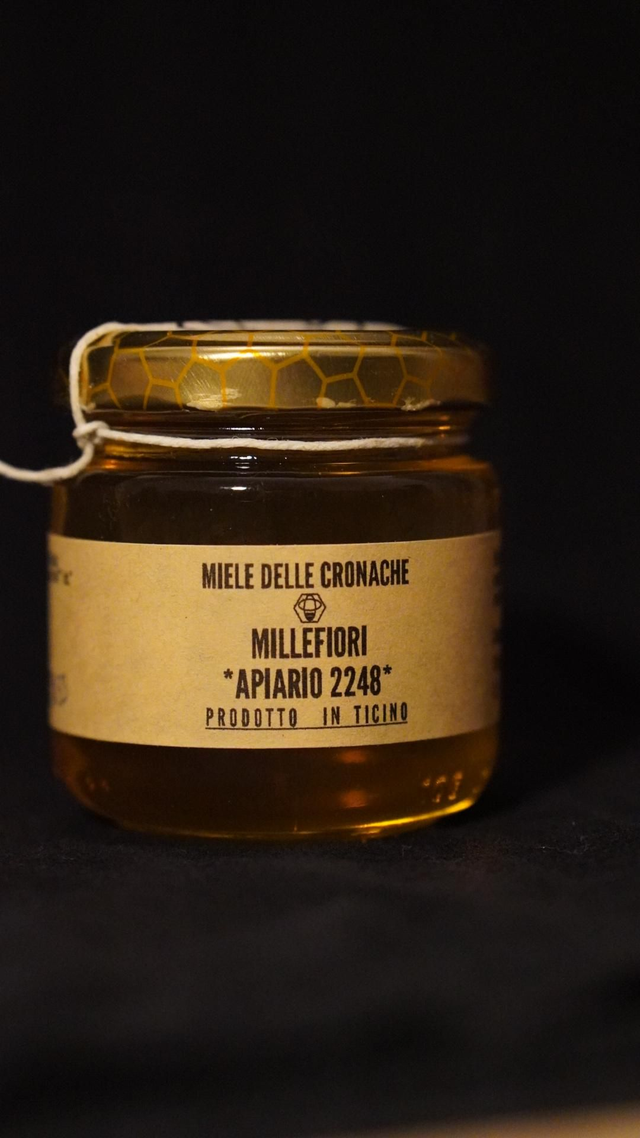 MIELE DELLE CRONACHE
MILLEFIORI
*APIARIO 2248*
PRODOTTO IN TICINO